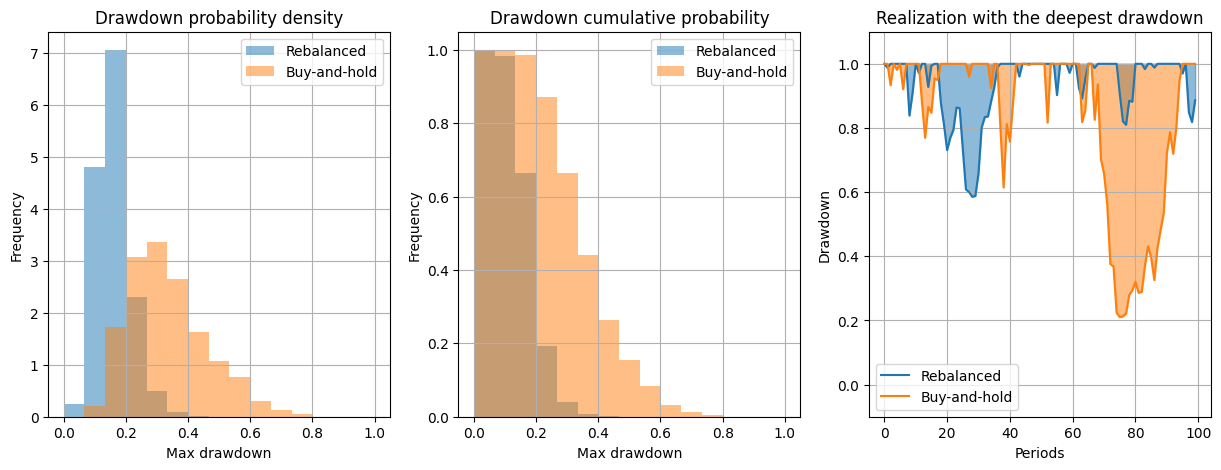 Drawdown probability density
Frequency
7
6
5
4
3
2
1
0
0.0 0.2 0.4 0.6 0.8 1.0
Max drawdown
Rebalanced
Buy-and-hold
Drawdown cumulative probability
Frequency
1.0
0.8
0.6
0.4
0.2
0.0
0.0 0.2 0.4 0.6 0.8 1.0
Max drawdown
Rebalanced
Buy-and-hold
Realization with the deepest drawdown
Drawdown
1.0
0.8
0.6
0.4
0.2
0.0
0 20 40 60 80 100
Periods
Rebalanced
Buy-and-hold